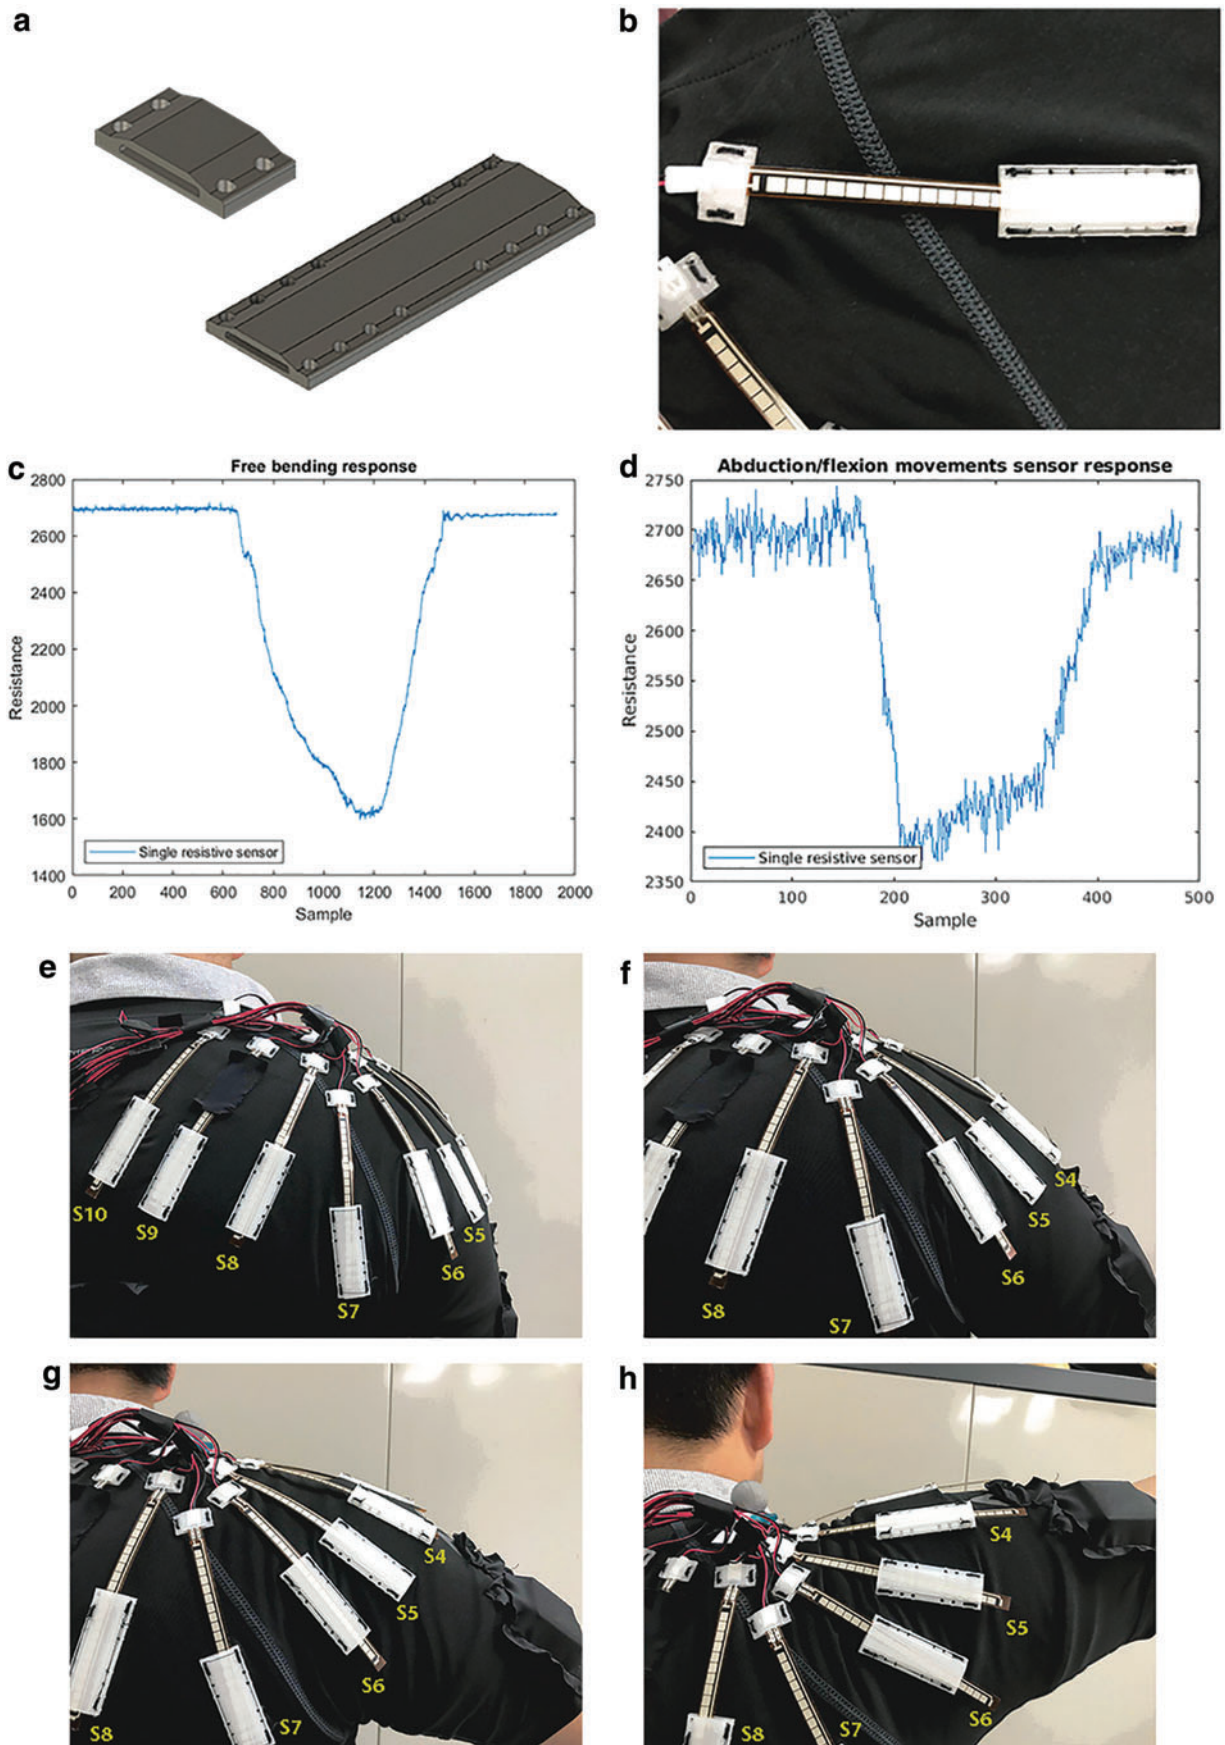 a
b
c
Free bending response
2800
2600
2400
2200
2000
1800
1600
1400
Resistance
Single resistive sensor
0 200 400 600 800 1000 1200 1400 1600 1800 2000
Sample
d
Abduction/flexion movements sensor response
2750
2700
2650
2600
2550
2500
2450
2400
2350
Resistance
Single resistive sensor
0 100 200 300 400 500
Sample
e
S10
S9
S8
S7
S6
S5
f
S4
S5
S6
S7
S8
g
S4
S5
S6
S7
S8
h
S4
S5
S6
S7
S8